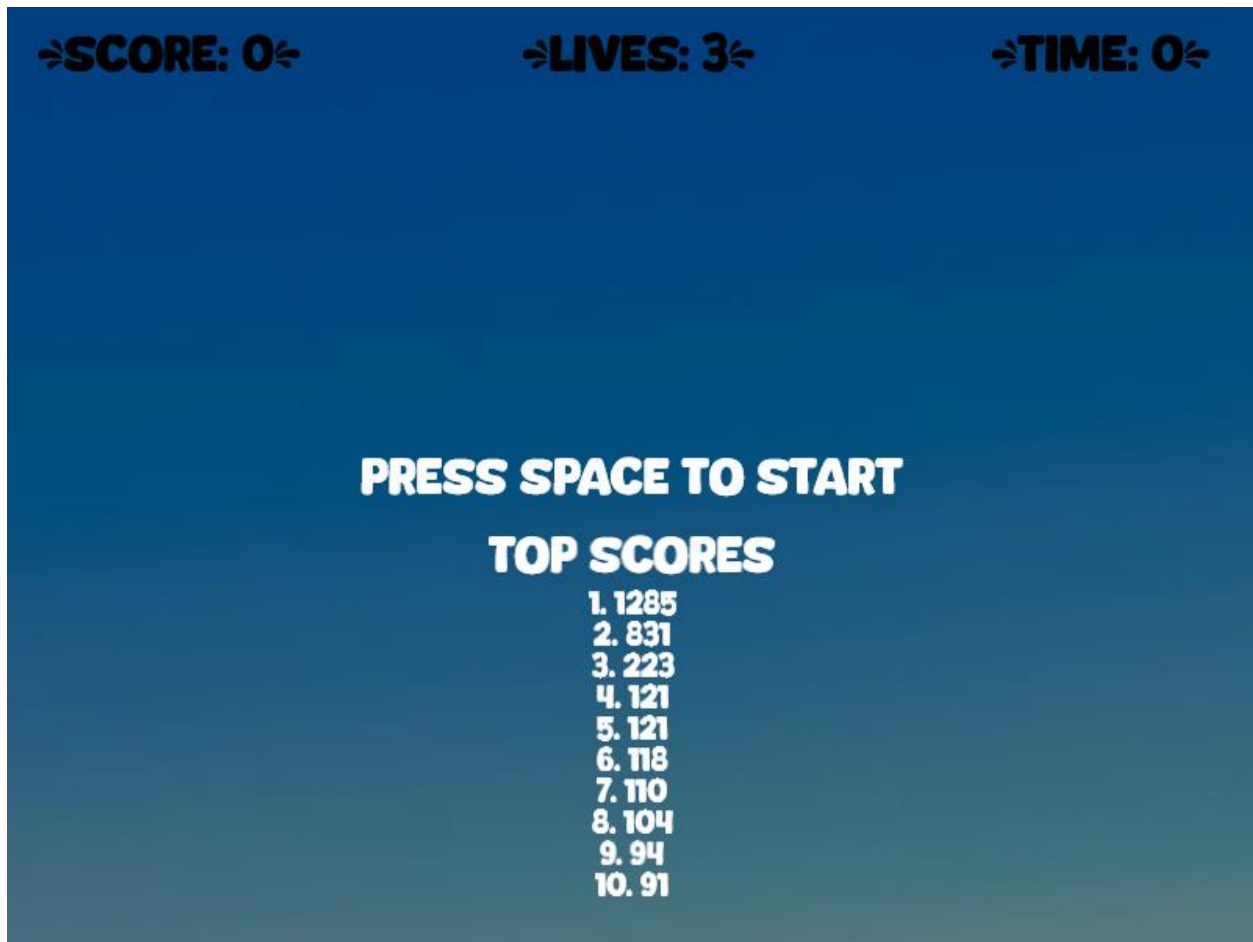 SCORE: 0
LIVES: 3
TIME: 0
PRESS SPACE TO START
TOP SCORES
1. 1285
2. 831
3. 223
4. 121
5. 121
6. 118
7. 110
8. 104
9. 94
10. 91